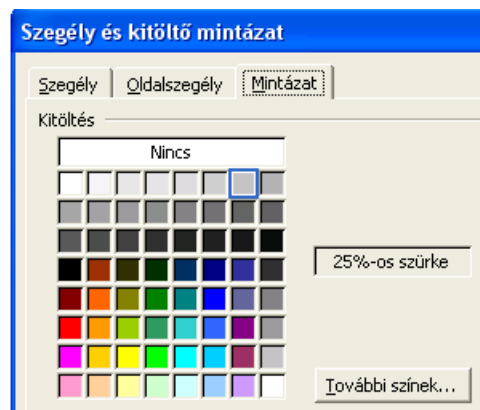 Szegély és kitöltő mintázat
Szegély Oldalszegély Mintázat
Kitöltés
Nincs
25%-os szürke
További színek...